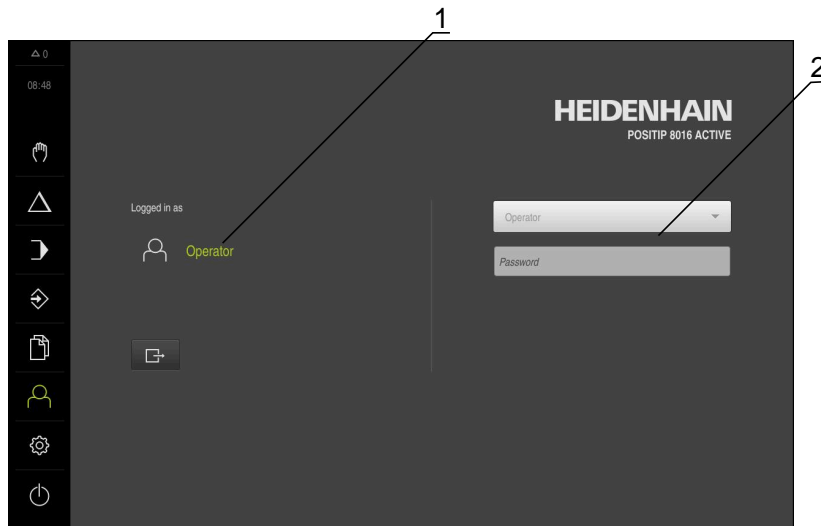 1
2
△ 0
08:48
HEIDENHAIN
POSITIP 8016 ACTIVE
Logged in as
Operator
Operator
Password